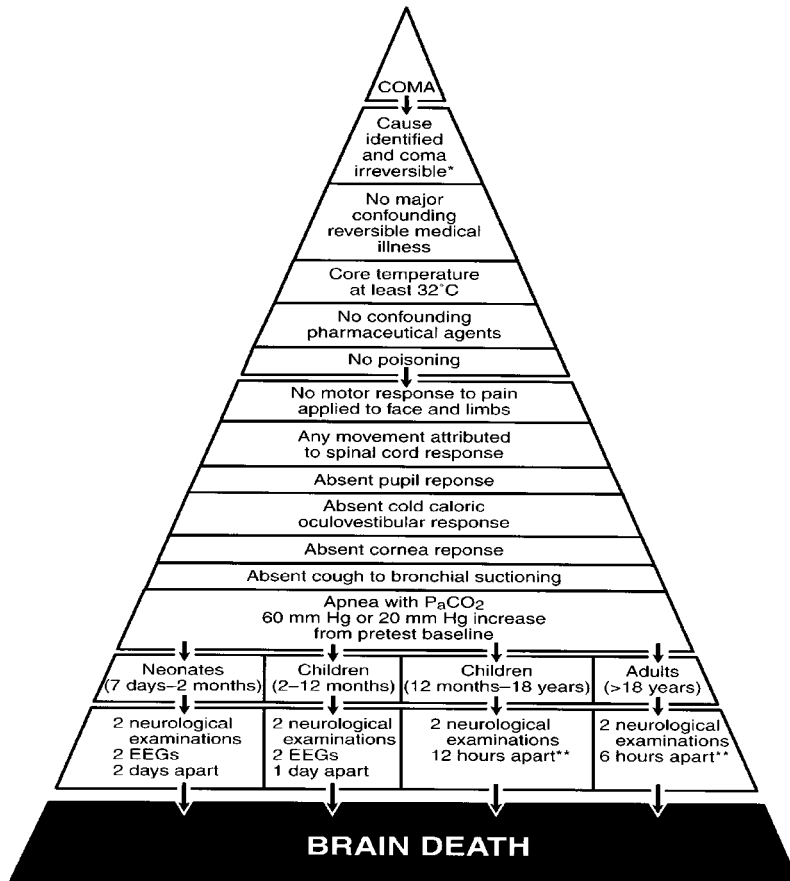 COMA
Cause
identified
and coma
irreversible*
No major
confounding
reversible medical
illness
Core temperature
at least 32°C
No confounding
pharmaceutical agents
No poisoning
No motor response to pain
applied to face and limbs
Any movement attributed
to spinal cord response
Absent pupil reponse
Absent cold caloric
oculovestibular response
Absent cornea reponse
Absent cough to bronchial suctioning
Apnea with PaCO2
60 mm Hg or 20 mm Hg increase
from pretest baseline
Neonates
(7 days–2 months)
Children
(2–12 months)
Children
(12 months–18 years)
Adults
(>18 years)
2 neurological
examinations
2 EEGs
2 days apart
2 neurological
examinations
2 EEGs
1 day apart
2 neurological
examinations
12 hours apart**
2 neurological
examinations
6 hours apart**
BRAIN DEATH